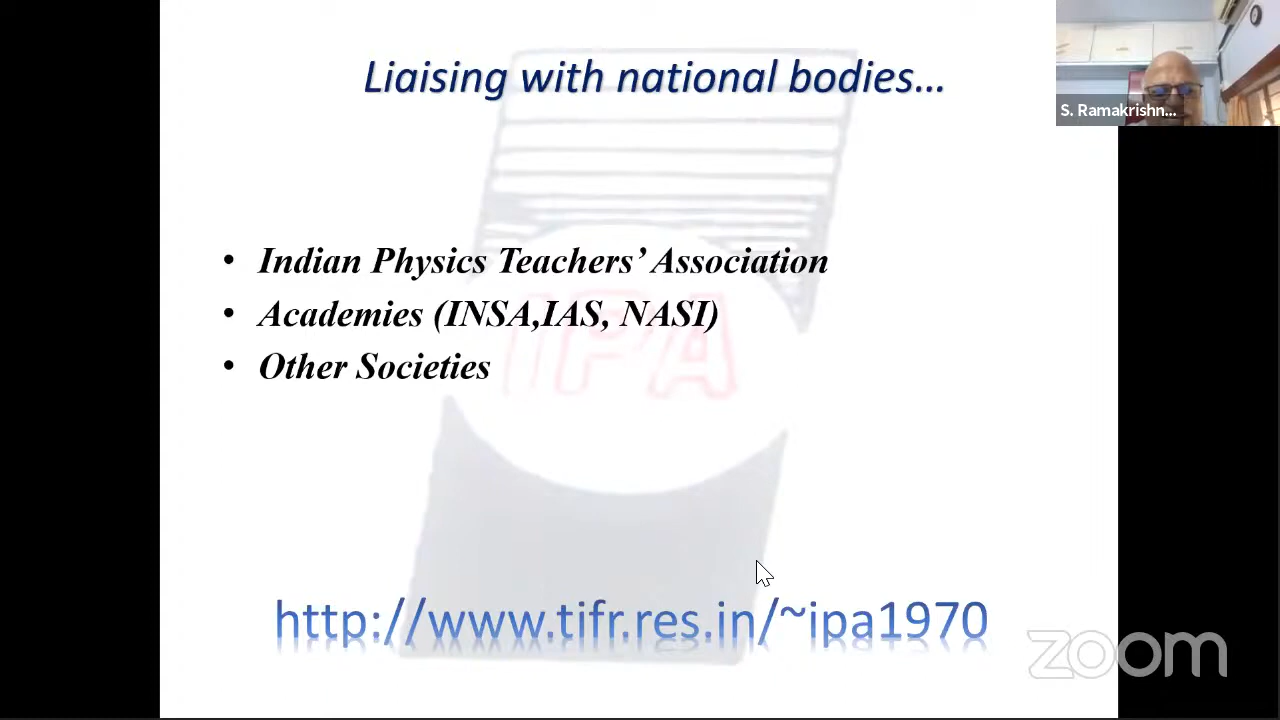 Liaising with national bodies...
S. Ramakrishn...
• Indian Physics Teachers' Association
• Academies (INSA,IAS, NASI)
• Other Societies
IPA
http://www.tifr.res.in/~ipa1970
zoom